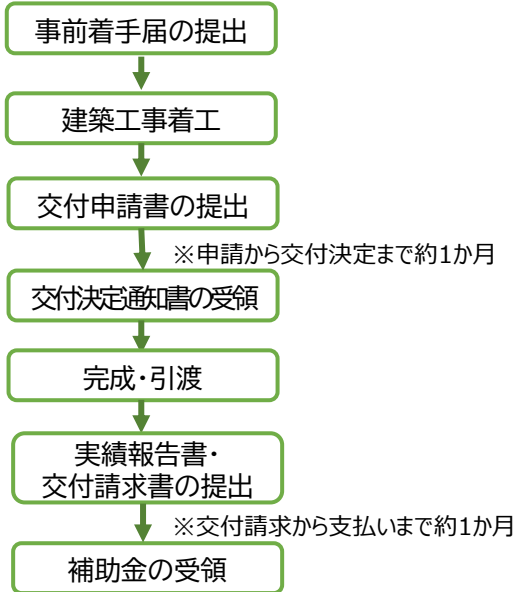 事前着手届の提出
建築工事着工
交付申請書の提出
※申請から交付決定まで約1か月
交付決定通知書の受領
完成・引渡
実績報告書・
交付請求書の提出
※交付請求から支払いまで約1か月
補助金の受領